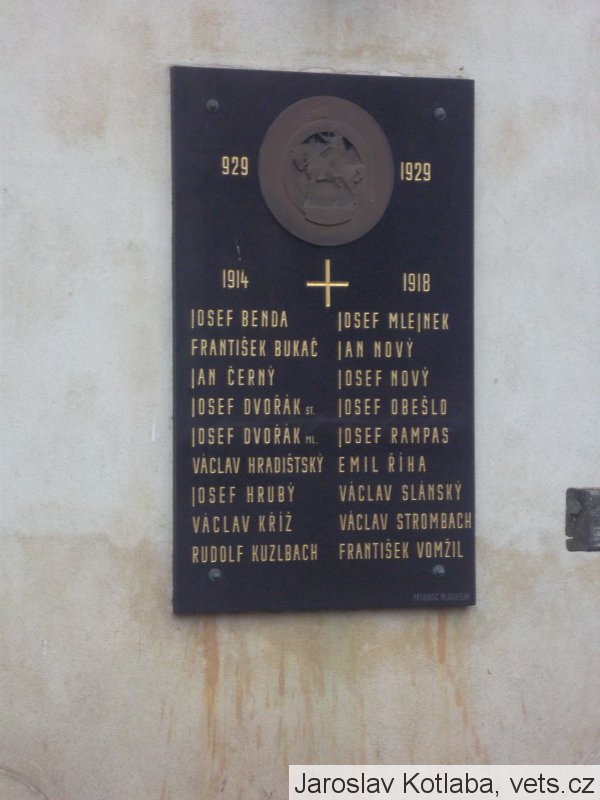 929 1929
1914 1918
JOSEF BENDA
FRANTIŠEK BUKAČ
JAN ČERNÝ
JOSEF DVOŘÁK ST.
JOSEF DVOŘÁK ML.
VÁCLAV HRADIŠTSKÝ
JOSEF HRUBÝ
VÁCLAV KŘÍŽ
RUDOLF KUZLBACH
JOSEF MLEJNEK
JAN NOVÝ
JOSEF NOVÝ
JOSEF OBEŠLO
JOSEF RAMPAS
EMIL ŘÍHA
VÁCLAV SLÁNSKÝ
VÁCLAV STROMBACH
FRANTIŠEK VOMŽIL
Jaroslav Kotlaba, vets.cz